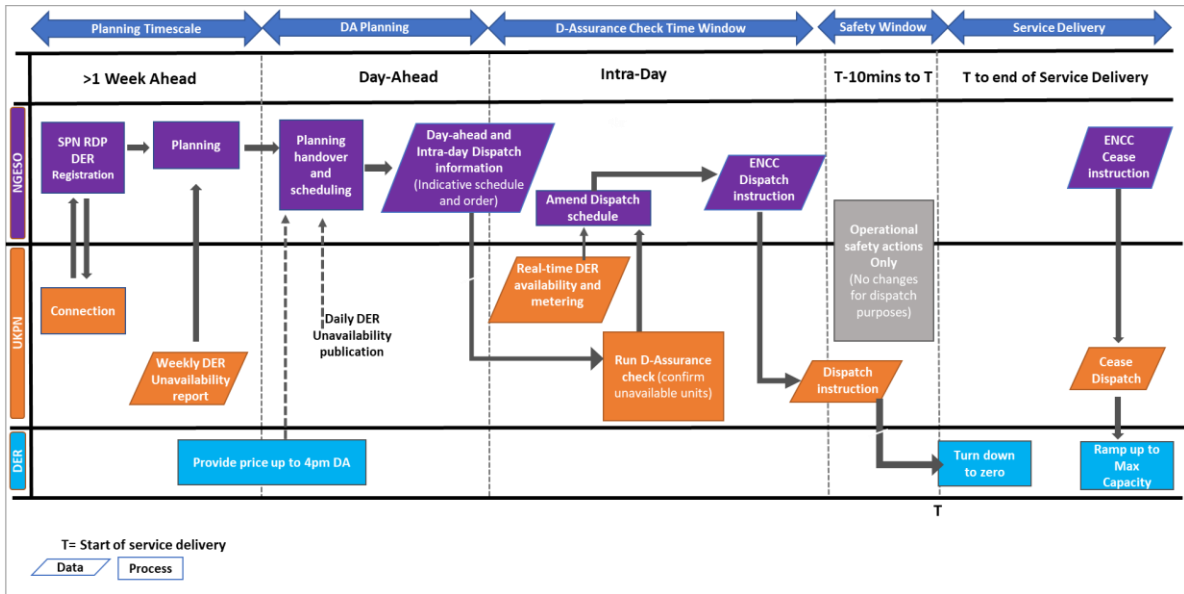 Planning Timescale
DA Planning
D-Assurance Check Time Window
Safety Window
Service Delivery
>1 Week Ahead
Day-Ahead
Intra-Day
T-10mins to T
T to end of Service Delivery
NGESO
SPN RDP
DER
Registration
Planning
Planning
handover
and
scheduling
Day-ahead and
Intra-day Dispatch
information
(Indicative schedule
and order)
Amend Dispatch
schedule
ENCC
Dispatch
instruction
ENCC
Cease
instruction
UKPN
Connection
Weekly DER
Unavailability
report
Daily DER
Unavailability
publication
Real-time DER
availability and
metering
Run D-Assurance
check (confirm
unavailable units)
Operational
safety actions
Only
(No changes
for dispatch
purposes)
Dispatch
instruction
Cease
Dispatch
DER
Provide price up to 4pm DA
Turn down
to zero
Ramp up to
Max
Capacity
T
T= Start of service delivery
Data
Process